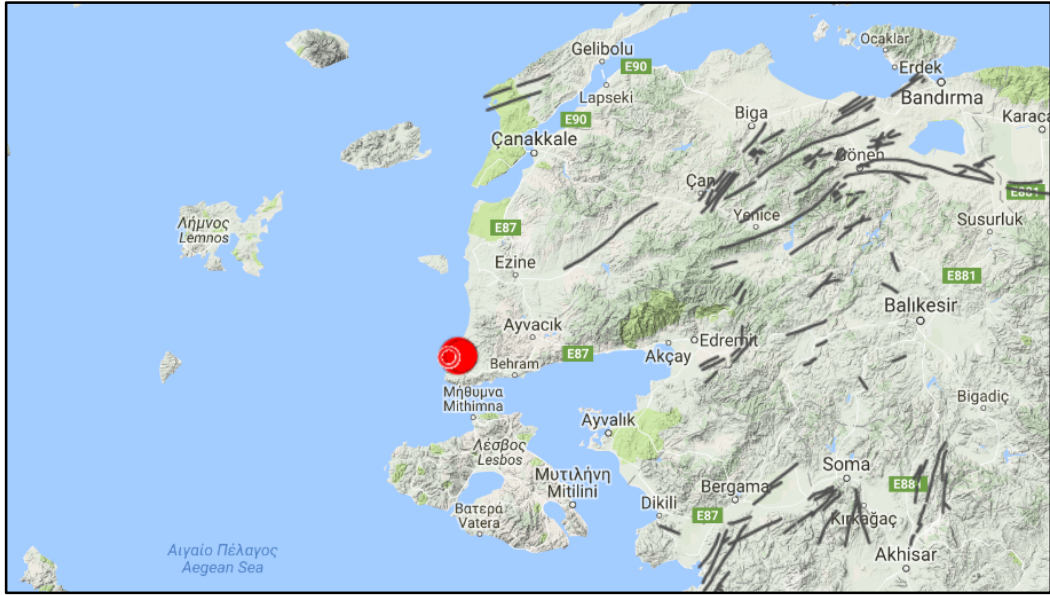 Ocaklar
Gelibolu
E90
Erdek
Lapseki
Bandırma
Biga
E90
Karaca
Çanakkale
Gönen
Çan
E881
Λήμνος
Lemnos
Yenice
Susurluk
E87
Ezine
E881
Balıkesir
Ayvacık
Edremit
E87
Akçay
Behram
Μήθυμνα
Mithimna
Bigadiç
Ayvalık
Λέσβος
Lesbos
Soma
Μυτιλήνη
Mitilini
Bergama
E881
Dikili
Βατερά
Vatera
E87
Kırkağaç
Αιγαίο Πέλαγος
Aegean Sea
Akhisar